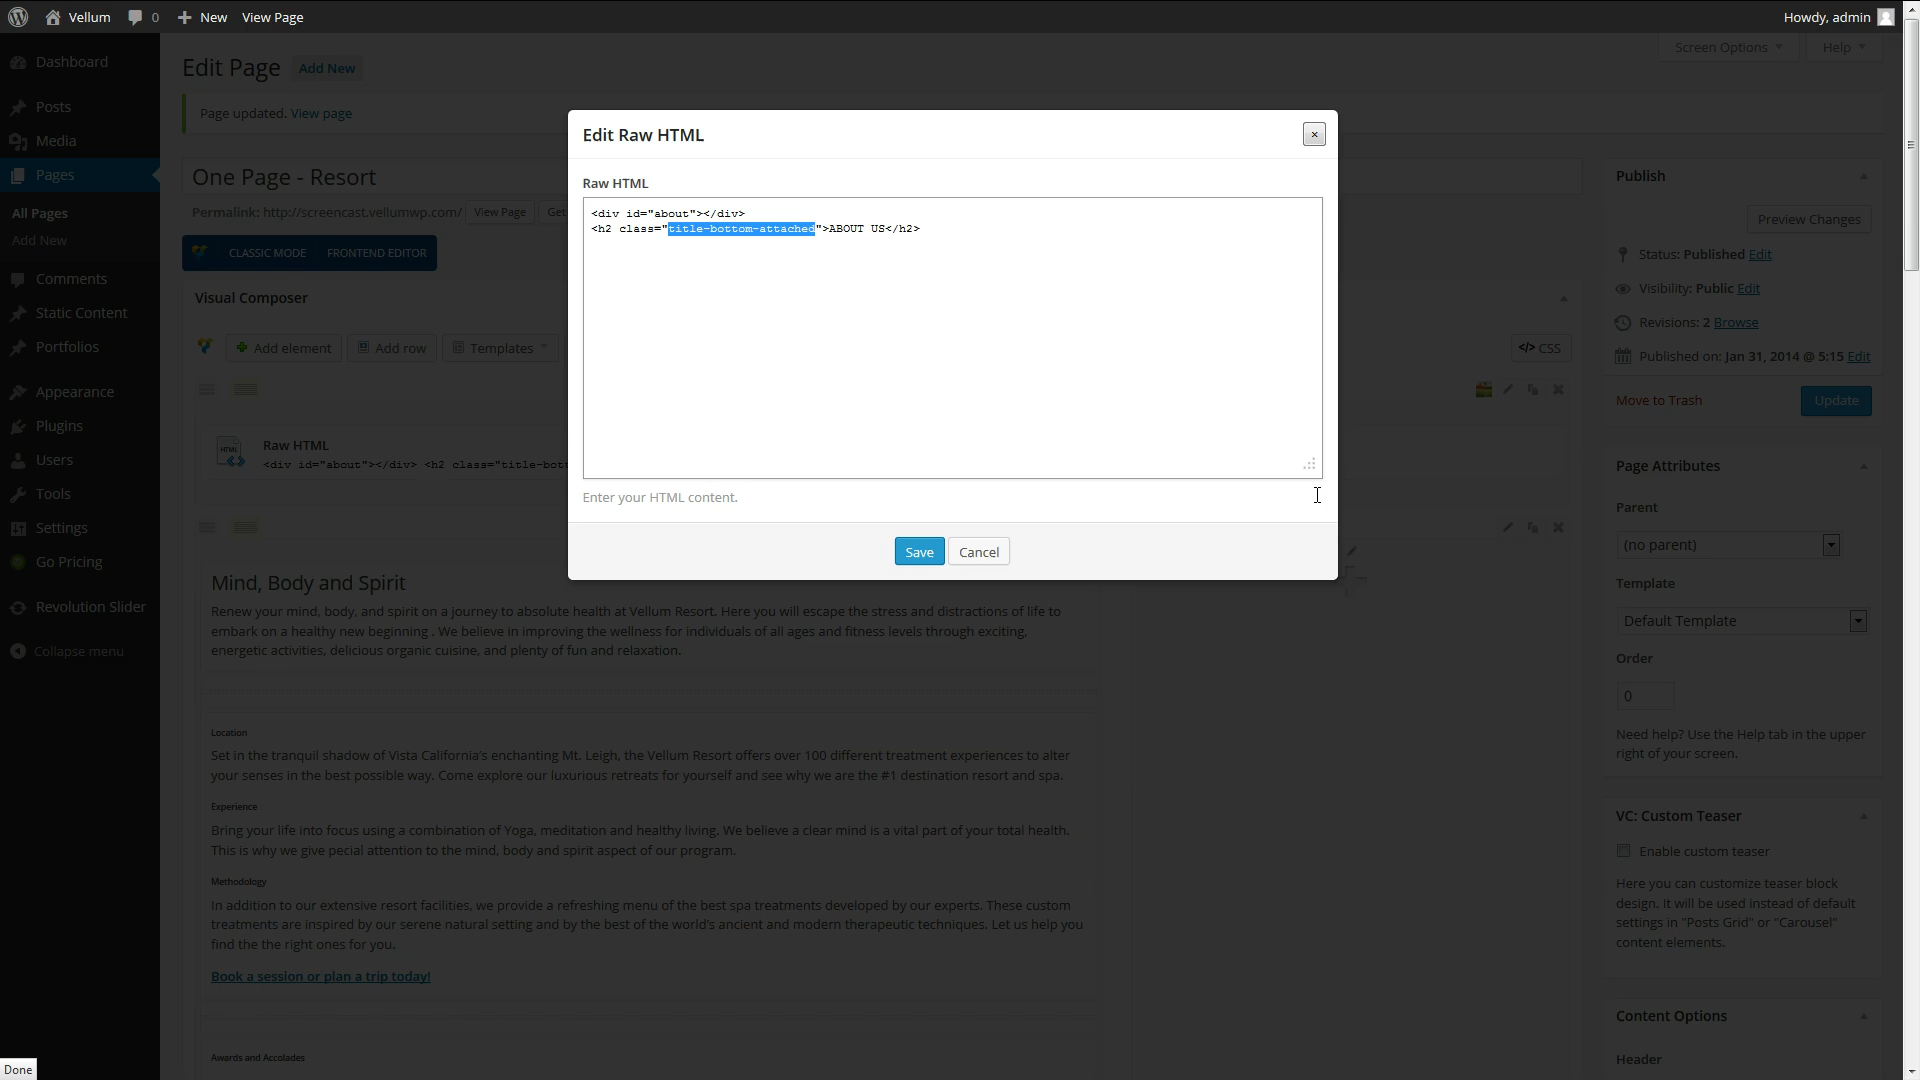 Vellum 0 New View Page Howdy, admin
Screen Options Help
Edit Page Add New
Page updated. View page
One Page - Resort
Permalink: http://screencast.vellumwp.com/ View Page Get
CLASSIC MODE FRONTEND EDITOR
Visual Composer
Add element Add row Templates </> CSS
HTML
Raw HTML
<div id="about"></div> <h2 class="title-bott
Mind, Body and Spirit
Renew your mind, body, and spirit on a journey to absolute health at Vellum Resort. Here you will escape the stress and distractions of life to
embark on a healthy new beginning . We believe in improving the wellness for individuals of all ages and fitness levels through exciting,
energetic activities, delicious organic cuisine, and plenty of fun and relaxation.
Location
Set in the tranquil shadow of Vista California's enchanting Mt. Leigh, the Vellum Resort offers over 100 different treatment experiences to alter
your senses in the best possible way. Come explore our luxurious retreats for yourself and see why we are the #1 destination resort and spa.
Experience
Bring your life into focus using a combination of Yoga, meditation and healthy living. We believe a clear mind is a vital part of your total health.
This is why we give pecial attention to the mind, body and spirit aspect of our program.
Methodology
In addition to our extensive resort facilities, we provide a refreshing menu of the best spa treatments developed by our experts. These custom
treatments are inspired by our serene natural setting and by the best of the world's ancient and modern therapeutic techniques. Let us help you
find the the right ones for you.
Book a session or plan a trip today!
Awards and Accolades
Edit Raw HTML
×
Raw HTML
<div id="about"></div>
<h2 class="title-bottom-attached">ABOUT US</h2>
Enter your HTML content.
Save Cancel
Dashboard
Posts
Media
Pages
All Pages
Add New
Comments
Static Content
Portfolios
Appearance
Plugins
Users
Tools
Settings
Go Pricing
Revolution Slider
Collapse menu
Publish
Preview Changes
Status: Published Edit
Visibility: Public Edit
Revisions: 2 Browse
Published on: Jan 31, 2014 @ 5:15 Edit
Move to Trash Update
Page Attributes
Parent
(no parent)
Template
Default Template
Order
0
Need help? Use the Help tab in the upper
right of your screen.
VC: Custom Teaser
Enable custom teaser
Here you can customize teaser block
design. It will be used instead of default
settings in "Posts Grid" or "Carousel"
content elements.
Content Options
Header
Done